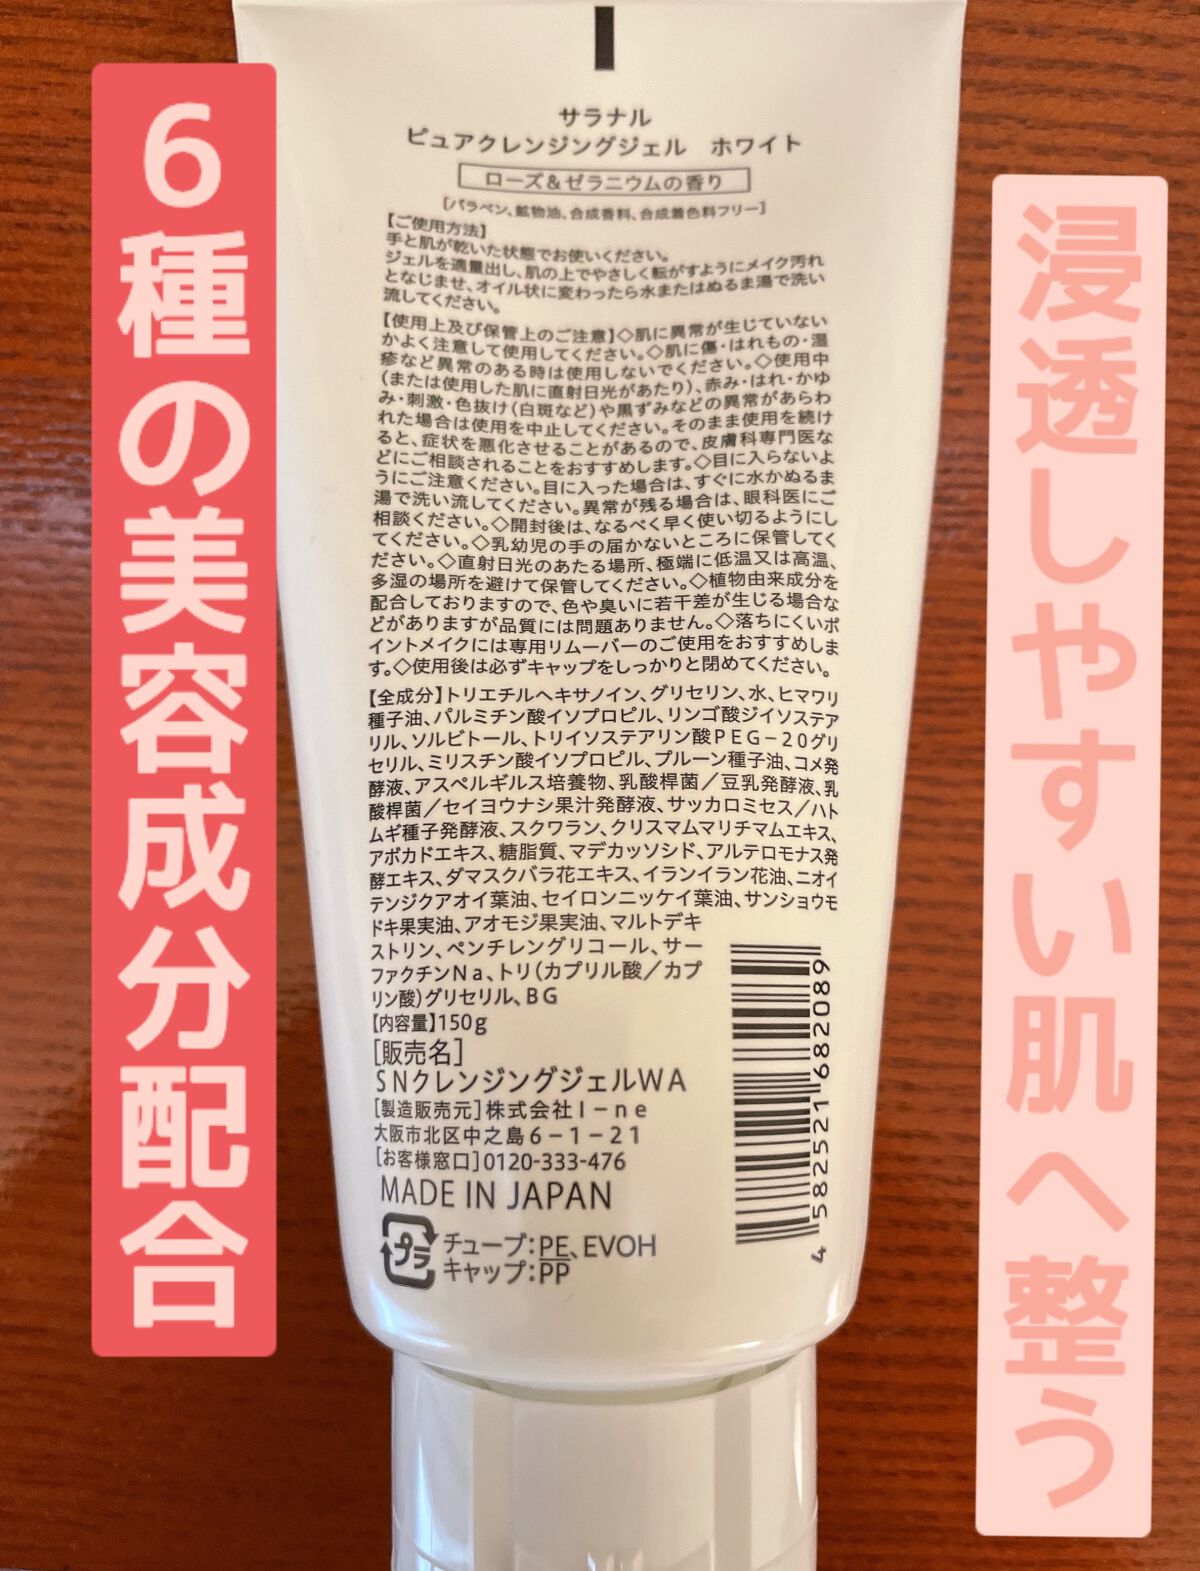 6種の美容成分配合
サラナル
ピュアクレンジングジェル ホワイト
ローズ&ゼラニウムの香り
[パラベン、鉱物油、合成香料、合成着色料フリー]
【ご使用方法】
手と肌が乾いた状態でお使いください。
ジェルを適量出し、肌の上でやさしく転がすようにメイク汚れ
となじませ、オイル状に変わったら水またはぬるま湯で洗い
流してください。
【使用上及び保管上のご注意】◇肌に異常が生じていない
かよく注意して使用してください。◇肌に傷・はれもの・湿
疹など異常のある時は使用しないでください。◇使用中
(または使用した肌に直射日光があたり)、赤み・はれ・かゆ
み・刺激・色抜け(白斑など)や黒ずみなどの異常があらわ
れた場合は使用を中止してください。そのまま使用を続け
ると、症状を悪化させることがあるので、皮膚科専門医な
どにご相談されることをおすすめします。◇目に入らないよ
うにご注意ください。目に入った場合は、すぐに水かぬるま
湯で洗い流してください。異常が残る場合は、眼科医にご
相談ください。◇開封後は、なるべく早く使い切るようにし
てください。◇乳幼児の手の届かないところに保管してく
ださい。◇直射日光のあたる場所、極端に低温又は高温、
多湿の場所を避けて保管してください。◇植物由来成分を
配合しておりますので、色や臭いに若干差が生じる場合な
どがありますが品質には問題ありません。◇落ちにくいポ
イントメイクには専用リムーバーのご使用をおすすめしま
す。◇使用後は必ずキャップをしっかりと閉めてください。
【全成分】トリエチルヘキサノイン、グリセリン、水、ヒマワリ
種子油、パルミチン酸イソプロピル、リンゴ酸ジイソステア
リル、ソルビトール、トリイソステアリン酸PEG-20グリ
セリル、ミリスチン酸イソプロピル、プルーン種子油、コメ発
酵液、アスペルギルス培養物、乳酸桿菌/豆乳発酵液、乳
酸桿菌/セイヨウナシ果汁発酵液、サッカロミセス/ハト
ムギ種子発酵液、スクワラン、クリスマムマリチマムエキス、
アボカドエキス、糖脂質、マデカッソシド、アルテロモナス発
酵エキス、ダマスクバラ花エキス、イランイラン花油、ニオイ
テンジクアオイ葉油、セイロンニッケイ葉油、サンショウモ
ドキ果実油、アオモジ果実油、マルトデキ
ストリン、ペンチレングリコール、サー
ファクチンNa、トリ(カプリル酸/カプ
リン酸)グリセリル、BG
【内容量】150g
[販売名]
SNクレンジングジェルWA
[製造販売元]株式会社I-ne
大阪市北区中之島6-1-21
[お客様窓口]0120-333-476
MADE IN JAPAN
プラ
チューブ:PE、EVOH
キャップ:PP
4 582521 682089
浸透しやすい肌へ整う